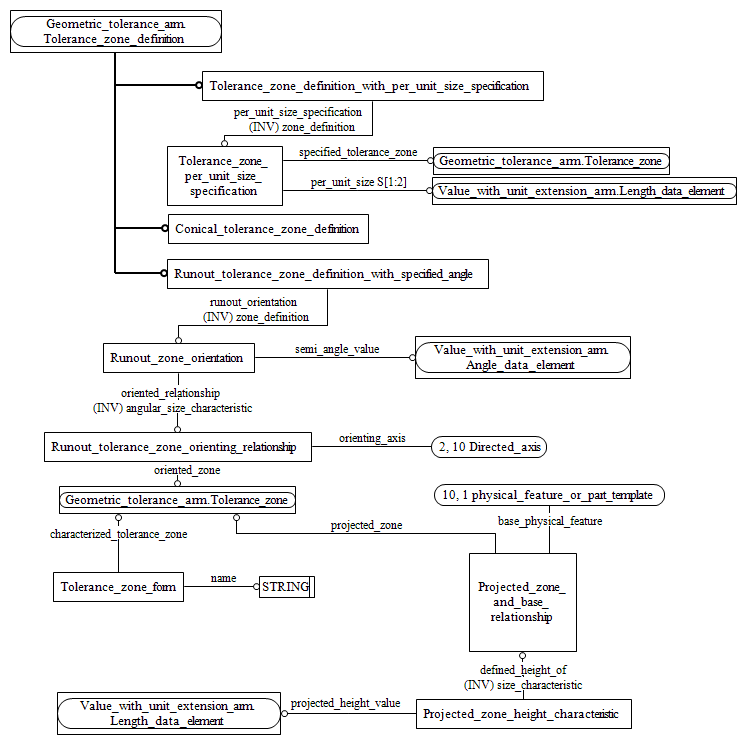 Geometric_tolerance_arm.
Tolerance_zone_definition
Tolerance_zone_definition_with_per_unit_size_specification
per_unit_size_specification
(INV) zone_definition
Tolerance_zone_
per_unit_size_
specification
specified_tolerance_zone
Geometric_tolerance_arm.Tolerance_zone
per_unit_size S[1:2]
Value_with_unit_extension_arm.Length_data_element
Conical_tolerance_zone_definition
Runout_tolerance_zone_definition_with_specified_angle
runout_orientation
(INV) zone_definition
Runout_zone_orientation
semi_angle_value
Value_with_unit_extension_arm.
Angle_data_element
oriented_relationship
(INV) angular_size_characteristic
Runout_tolerance_zone_orienting_relationship
orienting_axis
2, 10 Directed_axis
oriented_zone
Geometric_tolerance_arm.Tolerance_zone
10, 1 physical_feature_or_part_template
characterized_tolerance_zone
projected_zone
base_physical_feature
Tolerance_zone_form
name
STRING
Projected_zone_
and_base_
relationship
defined_height_of
(INV) size_characteristic
Value_with_unit_extension_arm.
Length_data_element
projected_height_value
Projected_zone_height_characteristic